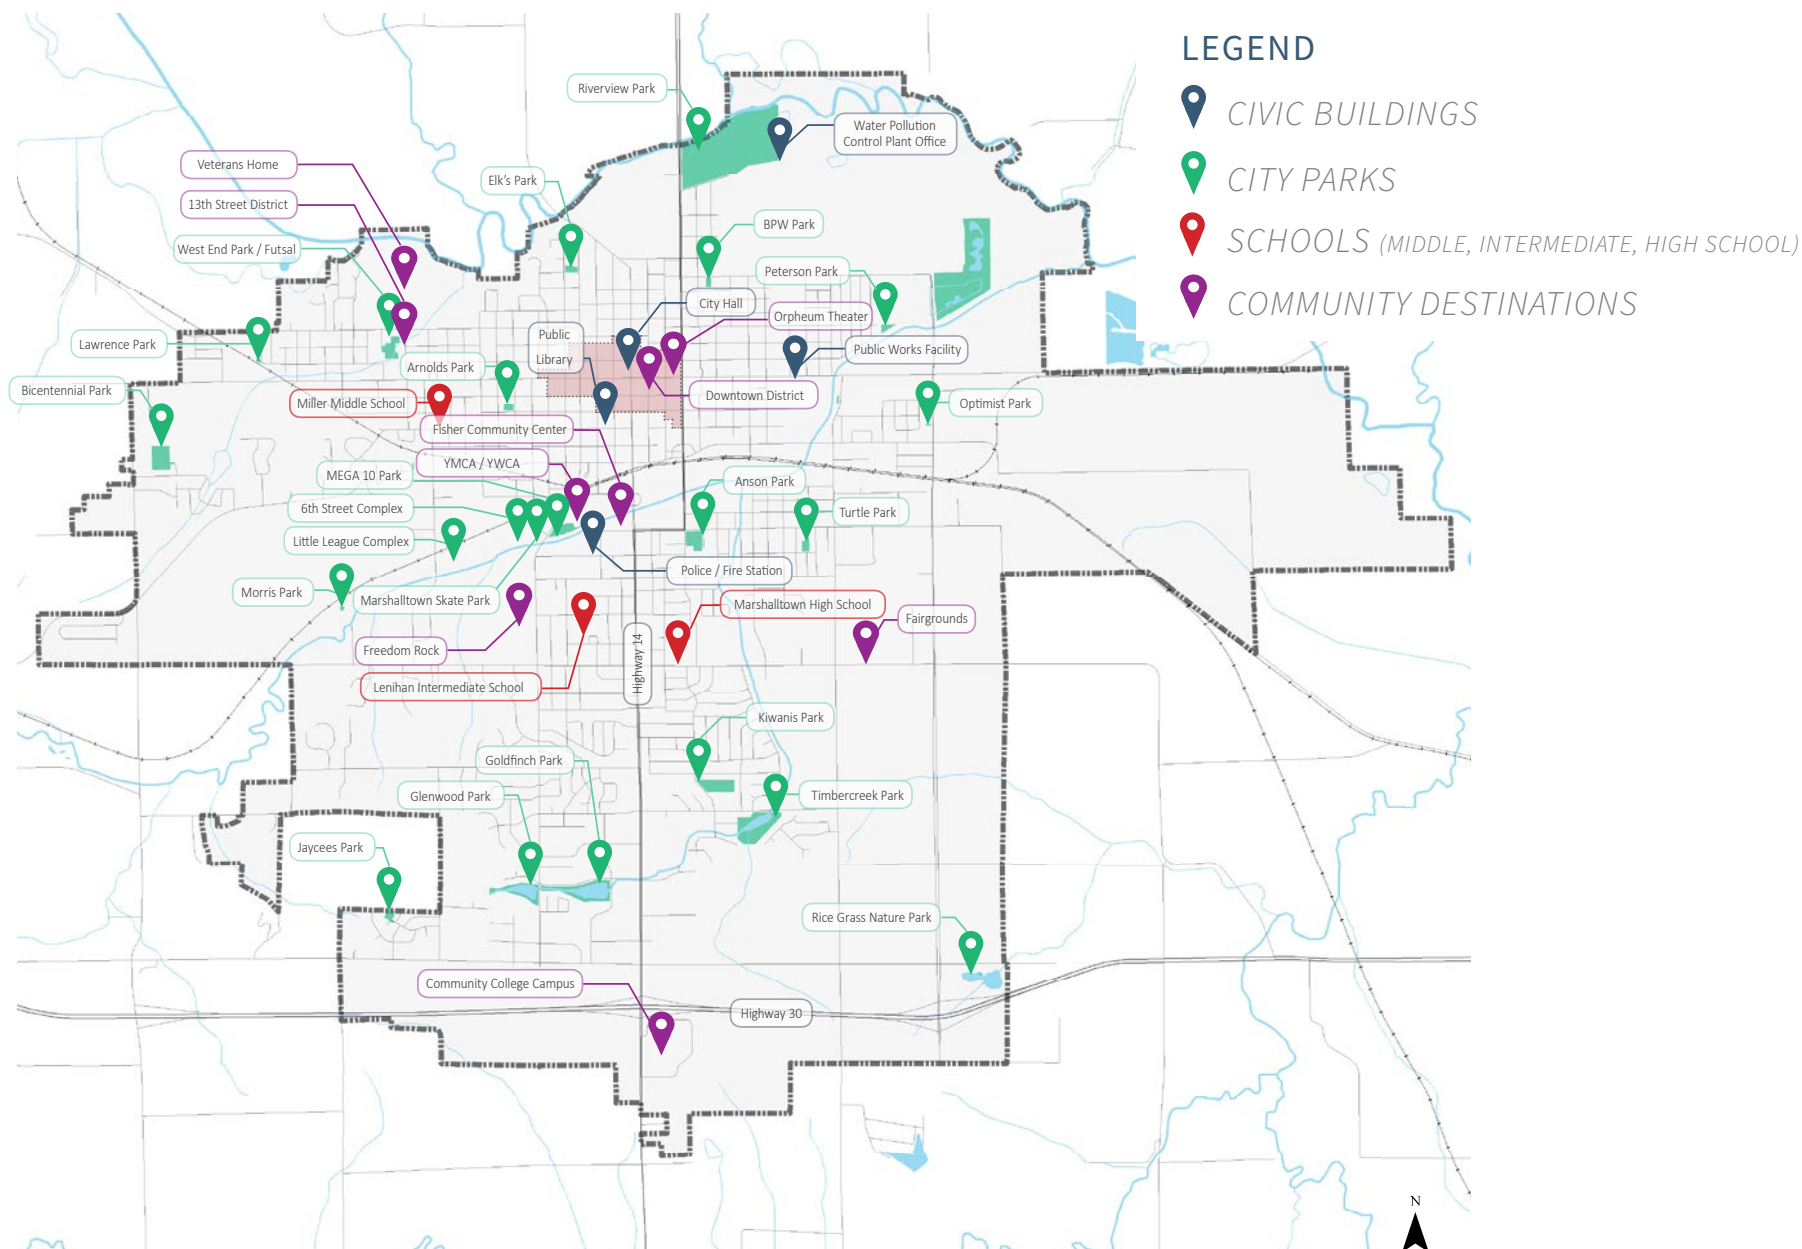 LEGEND
CIVIC BUILDINGS
CITY PARKS
SCHOOLS (MIDDLE, INTERMEDIATE, HIGH SCHOOL)
COMMUNITY DESTINATIONS
Riverview Park
Water Pollution
Control Plant Office
Veterans Home
Elk's Park
13th Street District
BPW Park
West End Park / Futsal
Peterson Park
City Hall
Orpheum Theater
Public
Library
Lawrence Park
Public Works Facility
Arnolds Park
Bicentennial Park
Downtown District
Miller Middle School
Optimist Park
Fisher Community Center
YMCA / YWCA
MEGA 10 Park
Anson Park
6th Street Complex
Turtle Park
Little League Complex
Police / Fire Station
Morris Park
Marshalltown Skate Park
Marshalltown High School
Fairgrounds
Freedom Rock
Highway 14
Lenihan Intermediate School
Kiwanis Park
Goldfinch Park
Glenwood Park
Timbercreek Park
Jaycees Park
Rice Grass Nature Park
Community College Campus
Highway 30
N